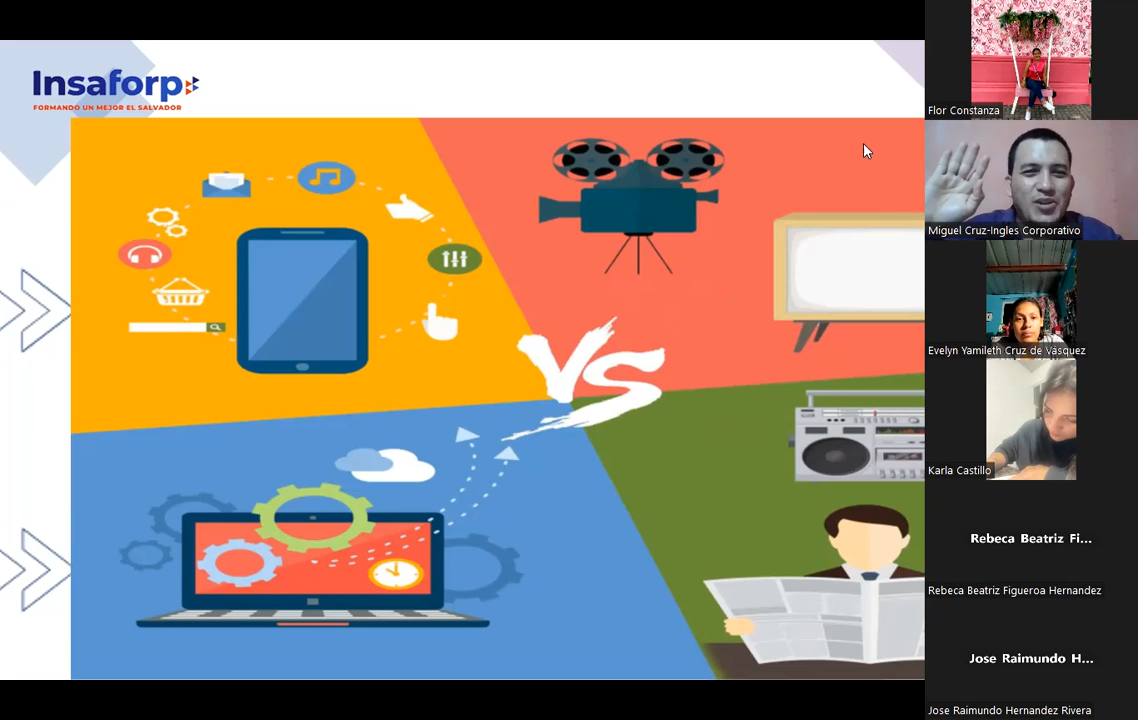 Insaforp
FORMANDO UN MEJOR EL SALVADOR
VS
Flor Constanza
Miguel Cruz-Ingles Corporativo
Evelyn Yamileth Cruz de Vásquez
Karla Castillo
Rebeca Beatriz Fi...
Rebeca Beatriz Figueroa Hernandez
Jose Raimundo H...
Jose Raimundo Hernandez Rivera